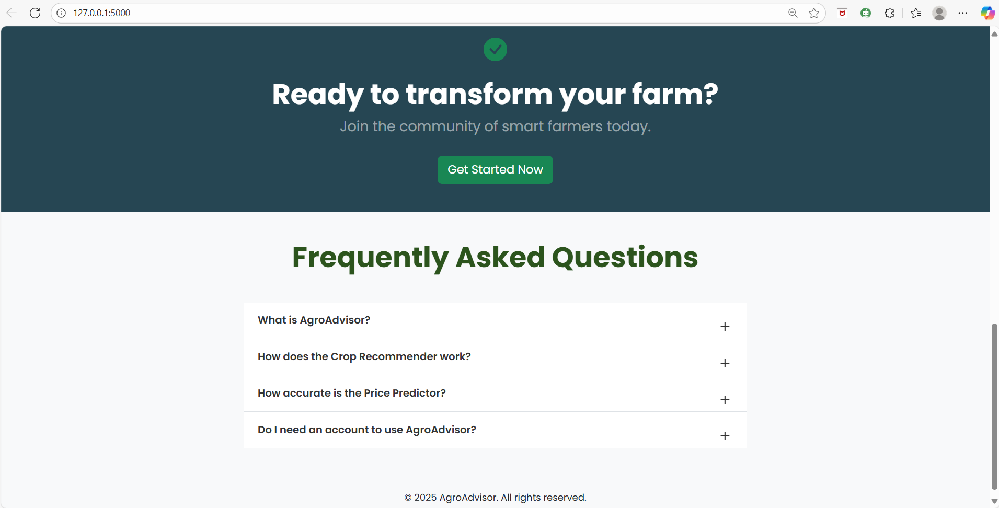 127.0.0.1:5000
Ready to transform your farm?
Join the community of smart farmers today.
Get Started Now
Frequently Asked Questions
What is AgroAdvisor?
How does the Crop Recommender work?
How accurate is the Price Predictor?
Do I need an account to use AgroAdvisor?
© 2025 AgroAdvisor. All rights reserved.